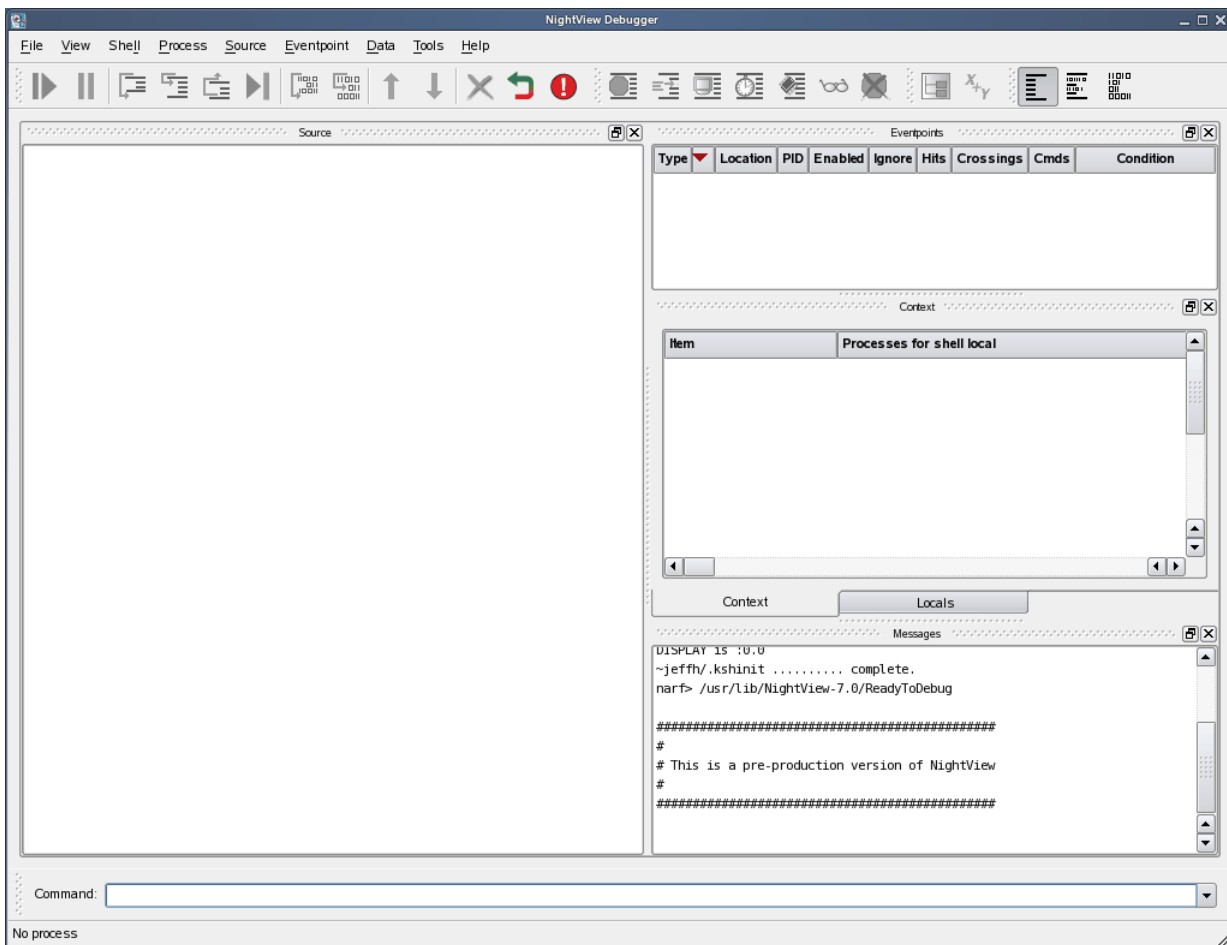 NightView Debugger
File View Shell Process Source Eventpoint Data Tools Help
Source
Eventpoints
Type Location PID Enabled Ignore Hits Crossings Cmds Condition
Context
Item Processes for shell local
Context Locals
Messages
DISPLAY is :0.0
~jeffh/.kshinit .......... complete.
narf> /usr/lib/NightView-7.0/ReadyToDebug
###############################################
#
# This is a pre-production version of NightView
#
###############################################
Command:
No process